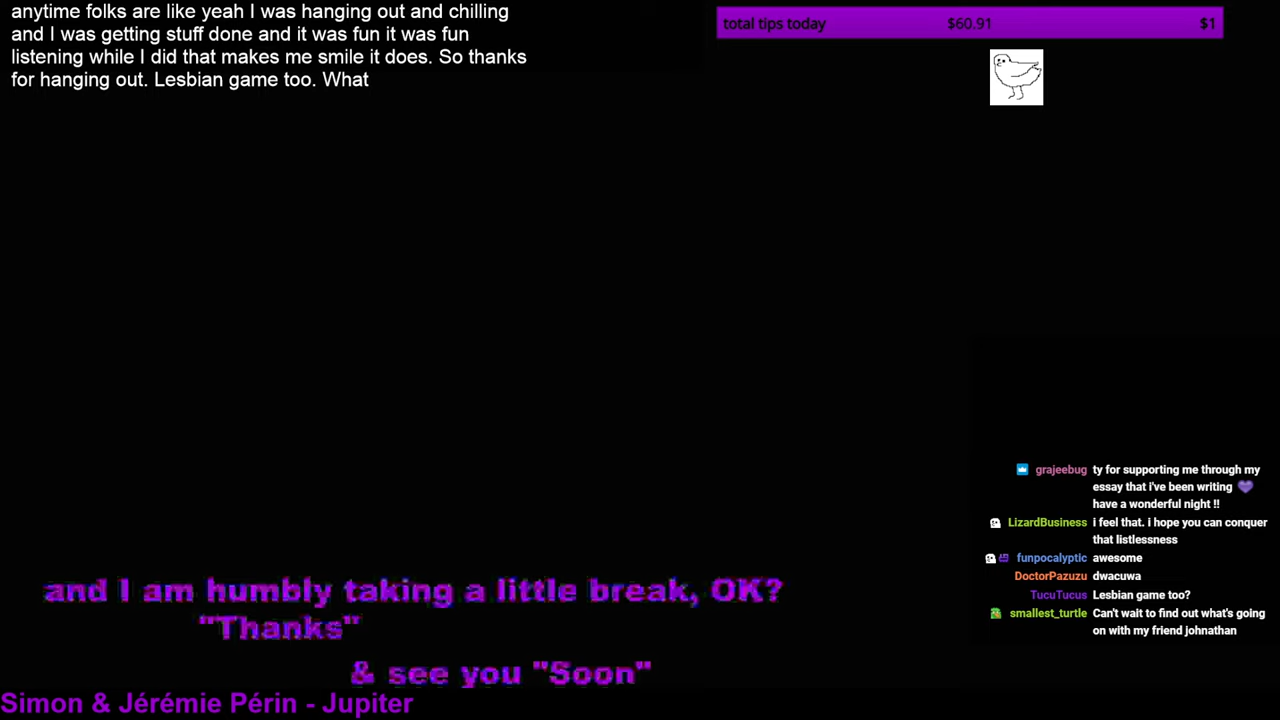 anytime folks are like yeah I was hanging out and chilling
and I was getting stuff done and it was fun it was fun
listening while I did that makes me smile it does. So thanks
for hanging out. Lesbian game too. What
total tips today $60.91 $1
grajeebug ty for supporting me through my
essay that i've been writing 💜
have a wonderful night !!
LizardBusiness i feel that. i hope you can conquer
that listlessness
funpocalyptic awesome
DoctorPazuzu dwacuwa
TucuTucus Lesbian game too?
smallest_turtle Can't wait to find out what's going
on with my friend johnathan
and I am humbly taking a little break, OK?
"Thanks"
& see you "Soon"
Simon & Jérémie Périn - Jupiter